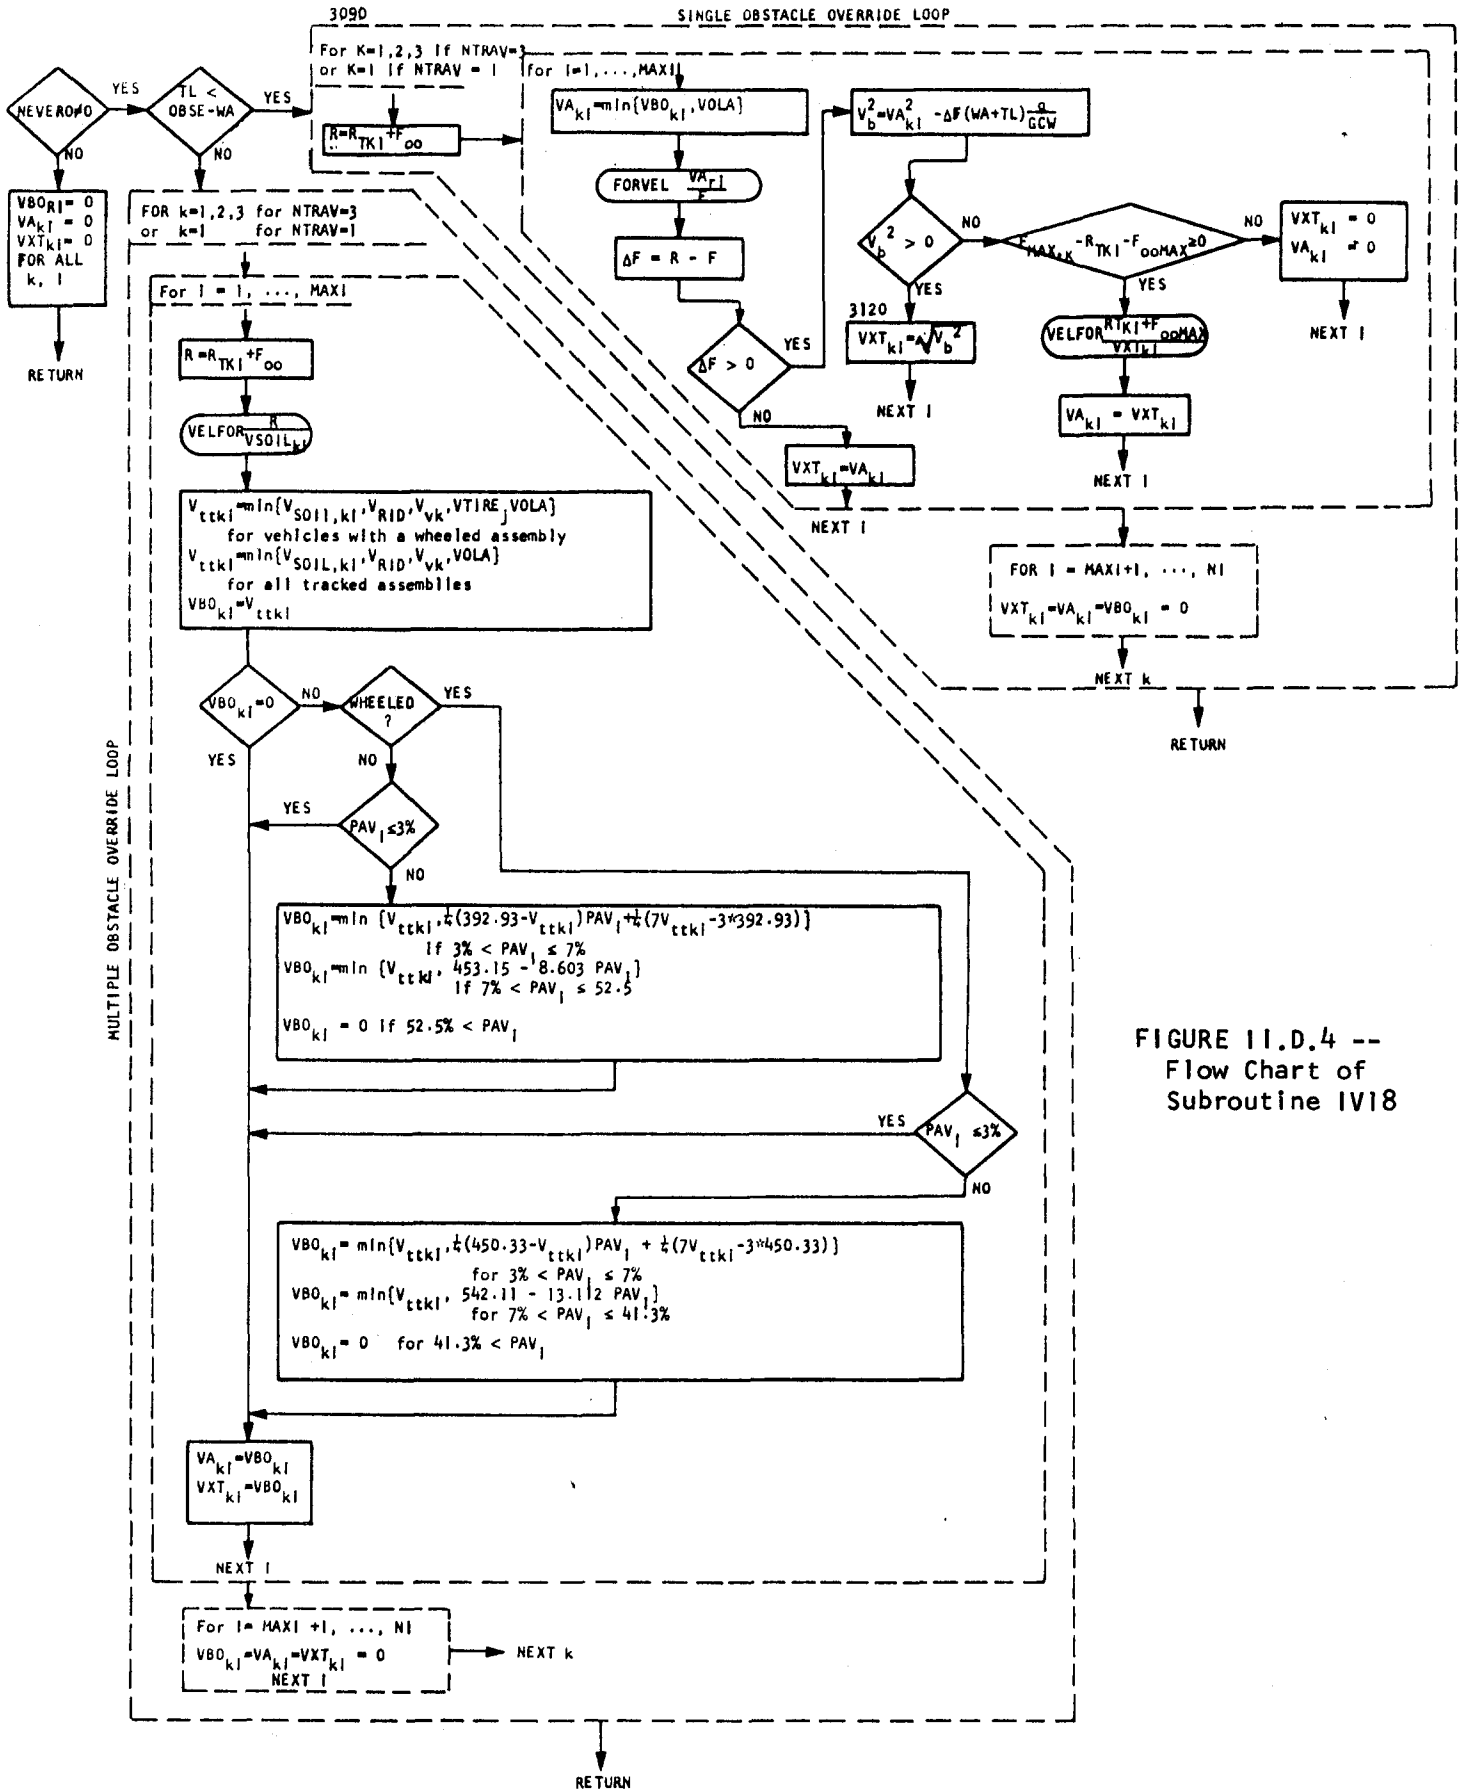 3090
SINGLE OBSTACLE OVERRIDE LOOP
NEVERO≠0
YES
NO
TL <
OBSE-WA
YES
NO
VBO_RI = 0
VA_ki = 0
VXT_ki = 0
FOR ALL
k, i
RETURN
For K=1,2,3 if NTRAV=3
or K=1 if NTRAV = 1
R=R_TKI+F_oo
for i=1,...,MAXI
VA_ki=min{VBO_ki,VOLA}
FORVEL VA_ri
F
ΔF = R - F
ΔF > 0
YES
NO
VXT_ki=VA_ki
NEXT i
V_b^2=VA_ki^2 -ΔF(WA+TL) g/GCW
V_b^2 > 0
NO
YES
3120
VXT_ki=√V_b^2
NEXT i
F_MAX,K-R_TKI-F_ooMAX≥0
NO
YES
VXT_ki = 0
VA_ki = 0
NEXT i
VELFOR RT_KI+F_ooMAX
VXT_ki
VA_ki = VXT_ki
NEXT i
FOR i = MAXI+1, ..., NI
VXT_ki=VA_ki=VBO_ki = 0
NEXT k
RETURN
MULTIPLE OBSTACLE OVERRIDE LOOP
FOR k=1,2,3 for NTRAV=3
or k=1 for NTRAV=1
For i = 1, ..., MAXI
R=R_TKI+F_oo
VELFOR R
VSOIL_ki
V_ttki=min{V_SOIL,ki,V_RID,V_vk,VTIRE_j,VOLA}
for vehicles with a wheeled assembly
V_ttki=min{V_SOIL,ki,V_RID,V_vk,VOLA}
for all tracked assemblies
VBO_ki=V_ttki
VBO_ki=0
NO
YES
WHEELED
?
YES
NO
PAV_i ≤3%
YES
NO
VBO_ki=min {V_ttki,¼(392.93-V_ttki)PAV_i+¼(7V_ttki-3*392.93)}
if 3% < PAV_i ≤ 7%
VBO_ki=min {V_ttki, 453.15 - 8.603 PAV_i}
if 7% < PAV_i ≤ 52.5
VBO_ki = 0 if 52.5% < PAV_i
PAV_i ≤3%
YES
NO
VBO_ki= min{V_ttki,¼(450.33-V_ttki)PAV_i + ¼(7V_ttki-3*450.33)}
for 3% < PAV_i ≤ 7%
VBO_ki= min{V_ttki, 542.11 - 13.112 PAV_i}
for 7% < PAV_i ≤ 41.3%
VBO_ki= 0 for 41.3% < PAV_i
VA_ki=VBO_ki
VXT_ki=VBO_ki
NEXT i
For i= MAXI +1, ..., NI
VBO_ki=VA_ki=VXT_ki = 0
NEXT i
NEXT k
RETURN
FIGURE II.D.4 --
Flow Chart of
Subroutine IV18